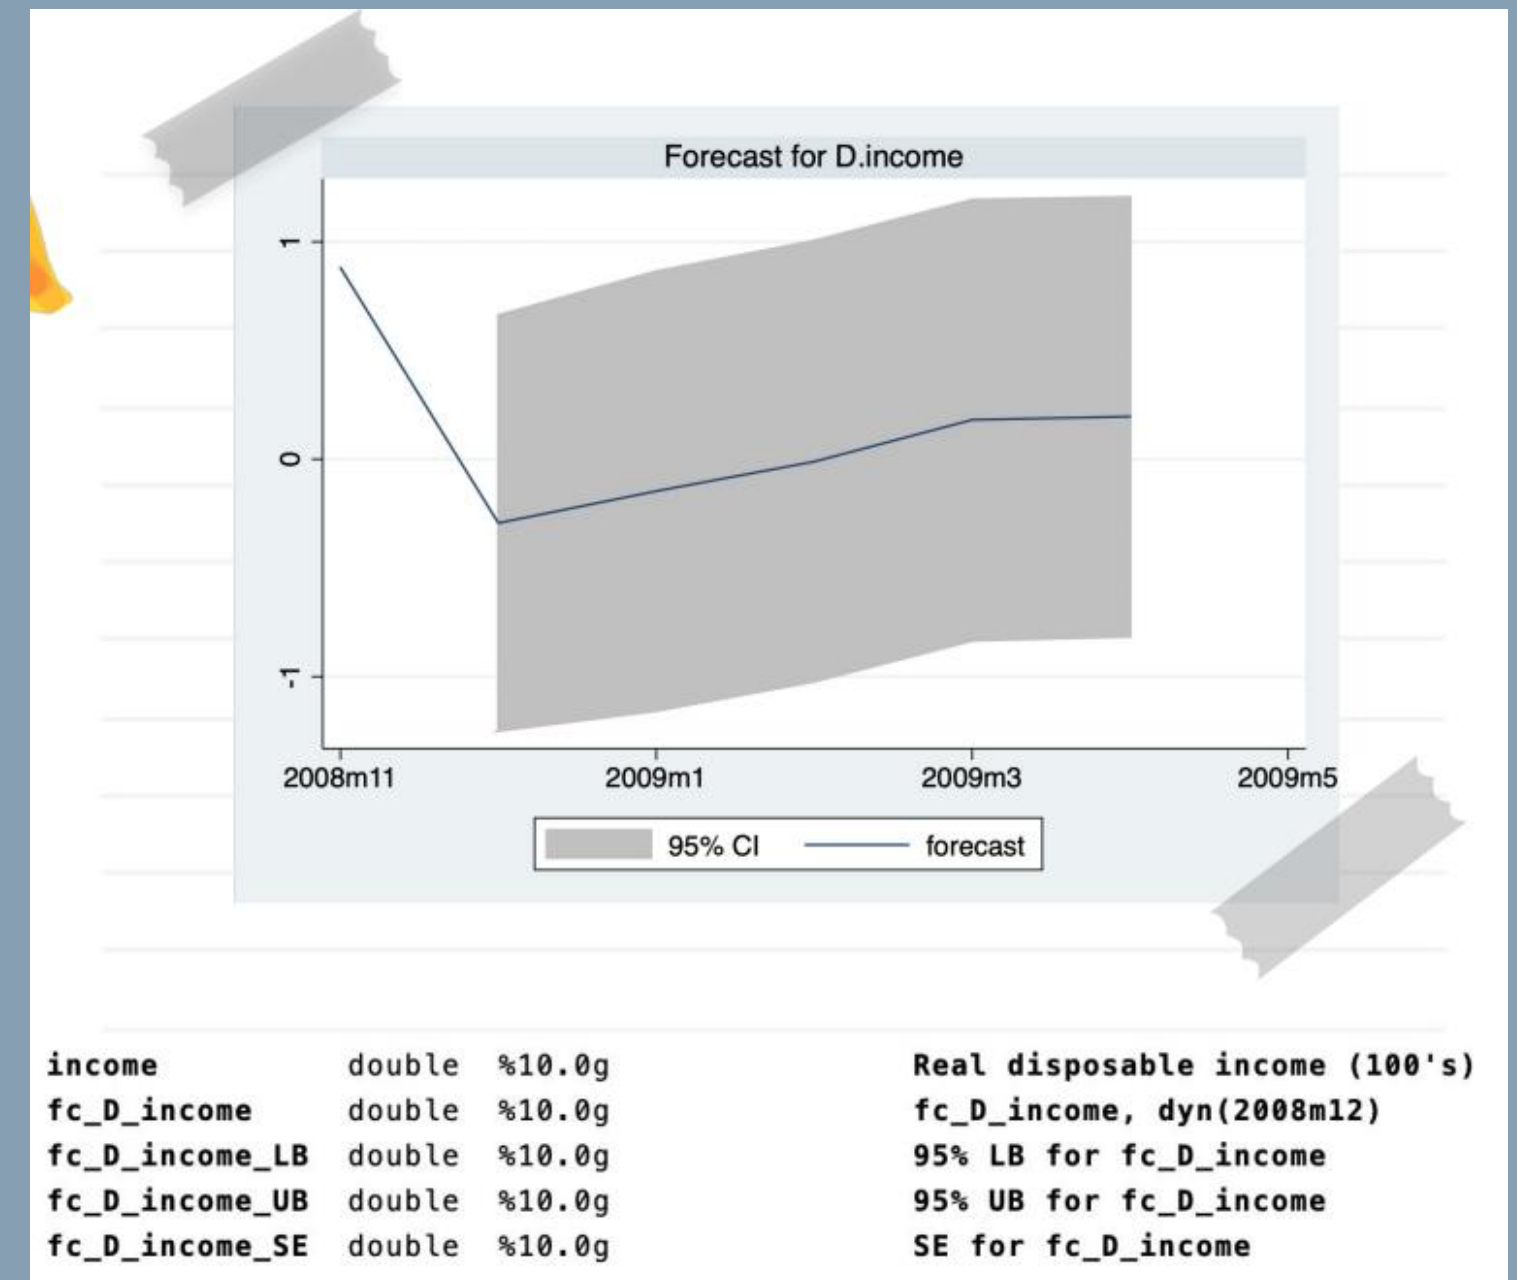 Forecast for D.income
1
0
-1
2008m11 2009m1 2009m3 2009m5
95% CI forecast
income double %10.0g Real disposable income (100's)
fc_D_income double %10.0g fc_D_income, dyn(2008m12)
fc_D_income_LB double %10.0g 95% LB for fc_D_income
fc_D_income_UB double %10.0g 95% UB for fc_D_income
fc_D_income_SE double %10.0g SE for fc_D_income